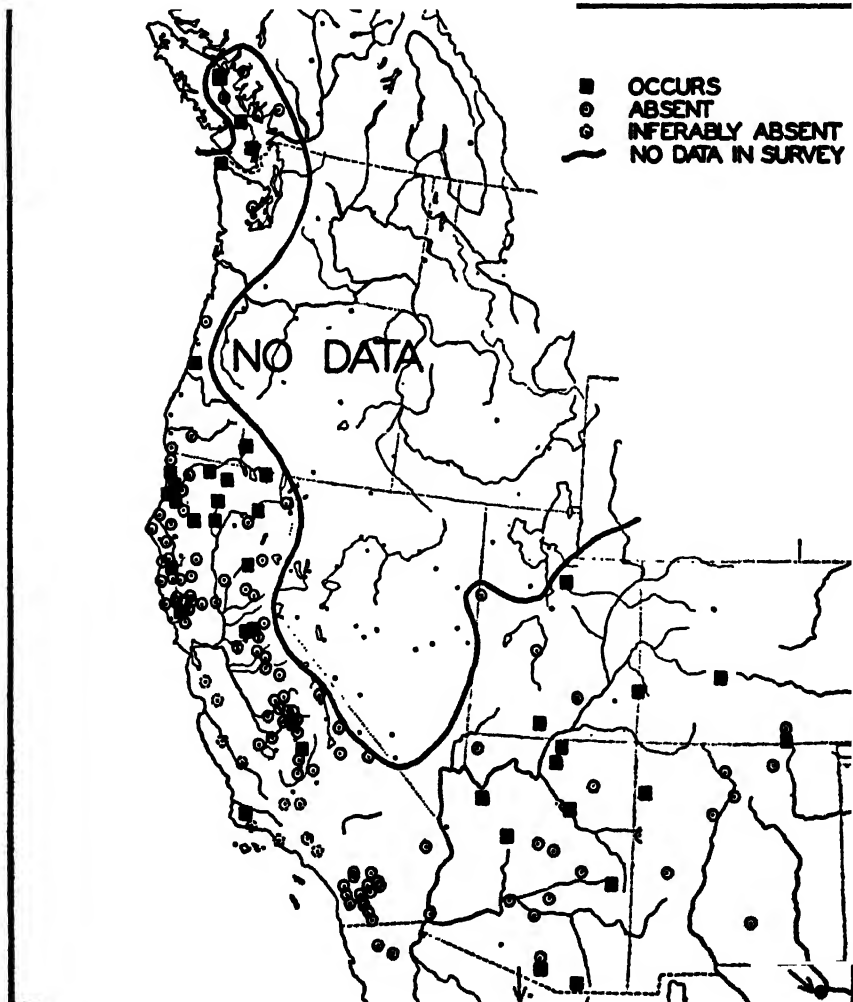 OCCURS
ABSENT
INFERABLY ABSENT
NO DATA IN SURVEY
NO DATA